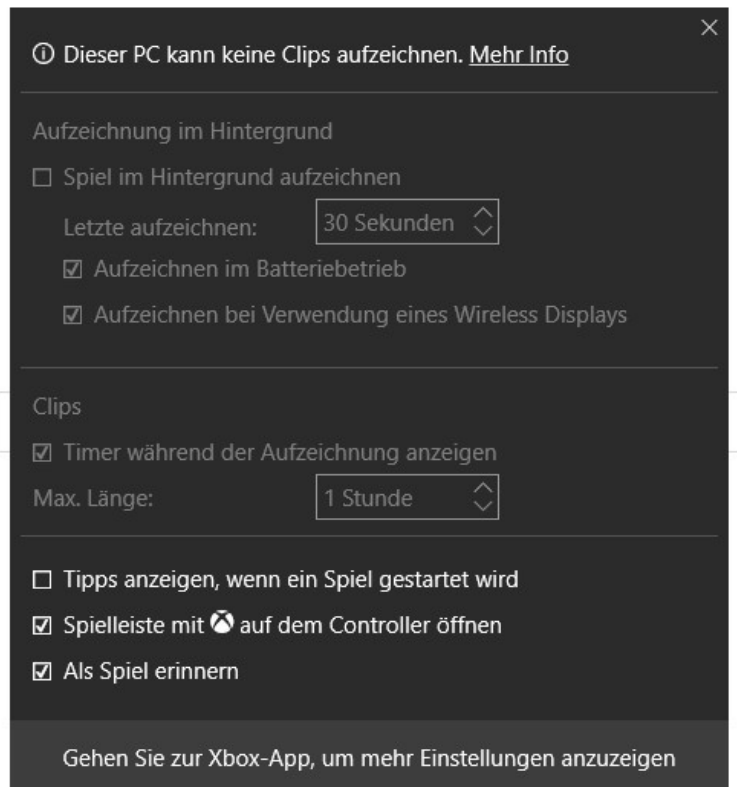 Dieser PC kann keine Clips aufzeichnen. Mehr Info
Aufzeichnung im Hintergrund
Spiel im Hintergrund aufzeichnen
Letzte aufzeichnen: 30 Sekunden
Aufzeichnen im Batteriebetrieb
Aufzeichnen bei Verwendung eines Wireless Displays
Clips
Timer während der Aufzeichnung anzeigen
Max. Länge: 1 Stunde
Tipps anzeigen, wenn ein Spiel gestartet wird
Spielleiste mit auf dem Controller öffnen
Als Spiel erinnern
Gehen Sie zur Xbox-App, um mehr Einstellungen anzuzeigen